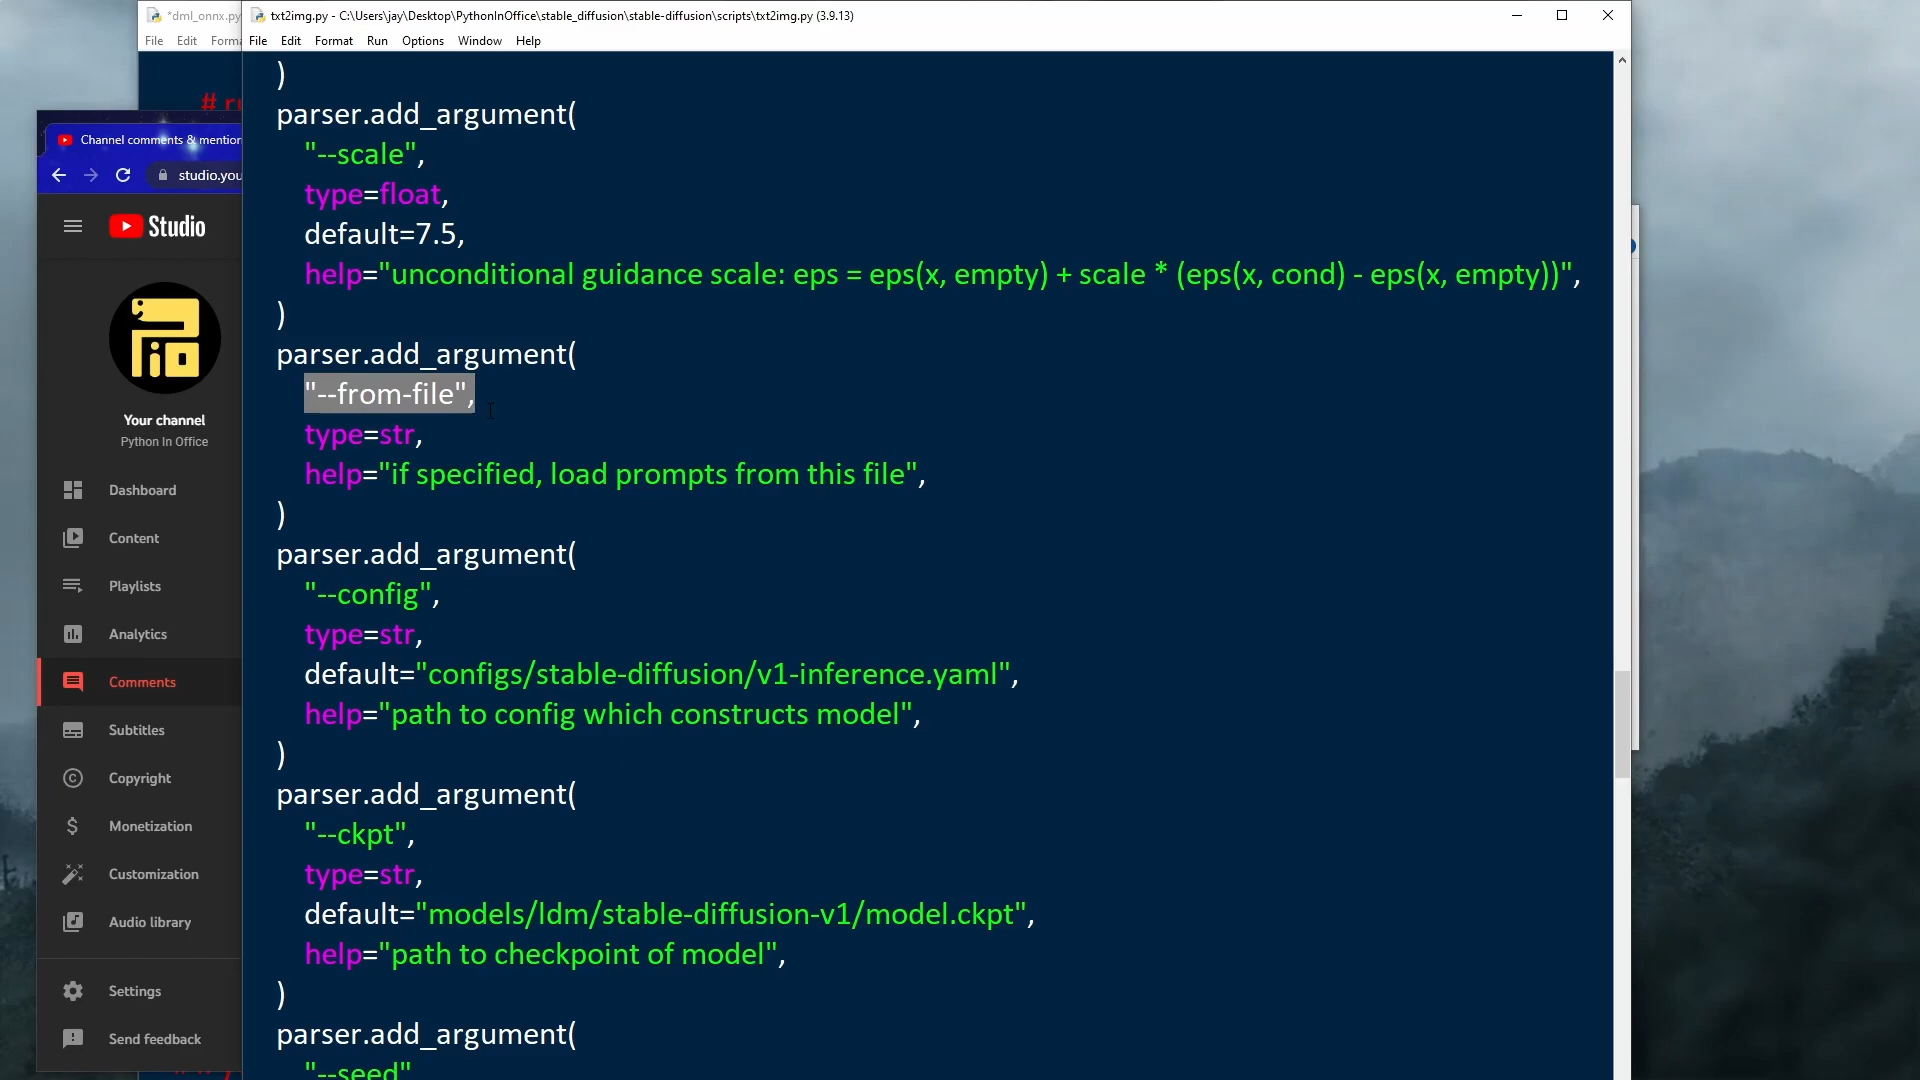 *dml_onnx.py
File Edit Forma
# ru
txt2img.py - C:\Users\jay\Desktop\PythonInOffice\stable_diffusion\stable-diffusion\scripts\txt2img.py (3.9.13)
File Edit Format Run Options Window Help
)
parser.add_argument(
"--scale",
type=float,
default=7.5,
help="unconditional guidance scale: eps = eps(x, empty) + scale * (eps(x, cond) - eps(x, empty))",
)
parser.add_argument(
"--from-file",
type=str,
help="if specified, load prompts from this file",
)
parser.add_argument(
"--config",
type=str,
default="configs/stable-diffusion/v1-inference.yaml",
help="path to config which constructs model",
)
parser.add_argument(
"--ckpt",
type=str,
default="models/ldm/stable-diffusion-v1/model.ckpt",
help="path to checkpoint of model",
)
parser.add_argument(
"--seed"
Channel comments & mention
studio.you
Studio
Pio
Your channel
Python In Office
Dashboard
Content
Playlists
Analytics
Comments
Subtitles
Copyright
Monetization
Customization
Audio library
Settings
Send feedback